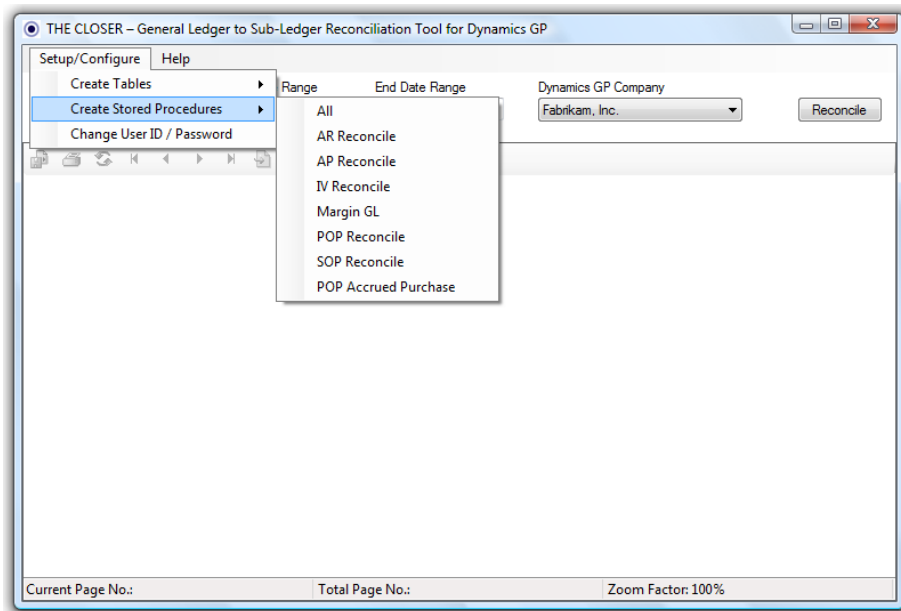 THE CLOSER – General Ledger to Sub-Ledger Reconciliation Tool for Dynamics GP
Setup/Configure Help
Create Tables
Create Stored Procedures
Change User ID / Password
Range End Date Range Dynamics GP Company
Fabrikam, Inc. Reconcile
All
AR Reconcile
AP Reconcile
IV Reconcile
Margin GL
POP Reconcile
SOP Reconcile
POP Accrued Purchase
Current Page No.: Total Page No.: Zoom Factor: 100%